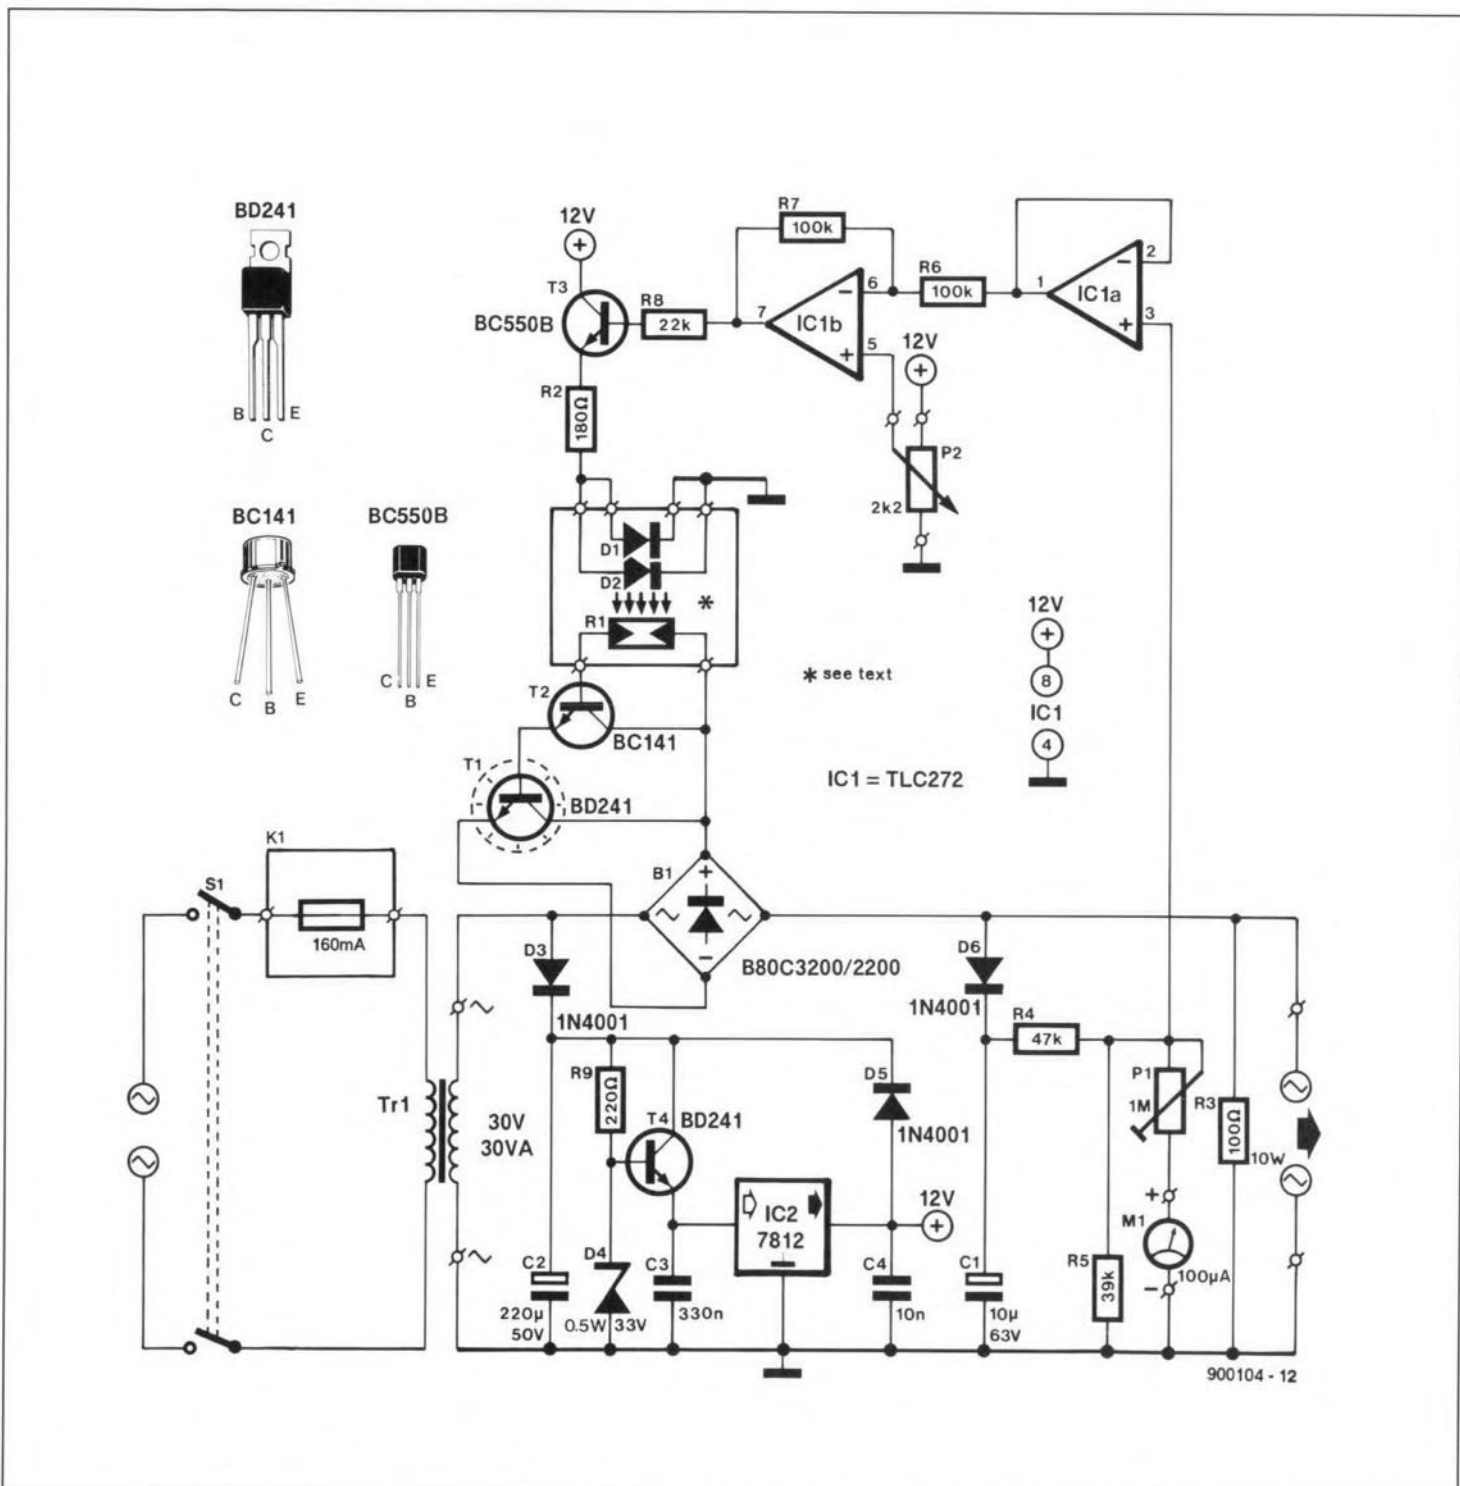 BD241
B
C
E
BC141
C
B
E
BC550B
C
B
E
12V
T3
BC550B
R8
22k
R7
100k
7
IC1b
6
5
R6
100k
1
IC1a
2
3
12V
P2
2k2
R2
180Ω
D1
D2
R1
*
* see text
T2
BC141
T1
BD241
12V
8
IC1
4
IC1 = TLC272
K1
S1
160mA
B1
B80C3200/2200
D3
1N4001
D6
1N4001
R4
47k
Tr1
30V
30VA
R9
220Ω
T4
BD241
D5
1N4001
P1
1M
R3
100Ω
10W
IC2
7812
12V
M1
100µA
C2
220µ
50V
D4
0.5W 33V
C3
330n
C4
10n
C1
10µ
63V
R5
39k
900104 - 12